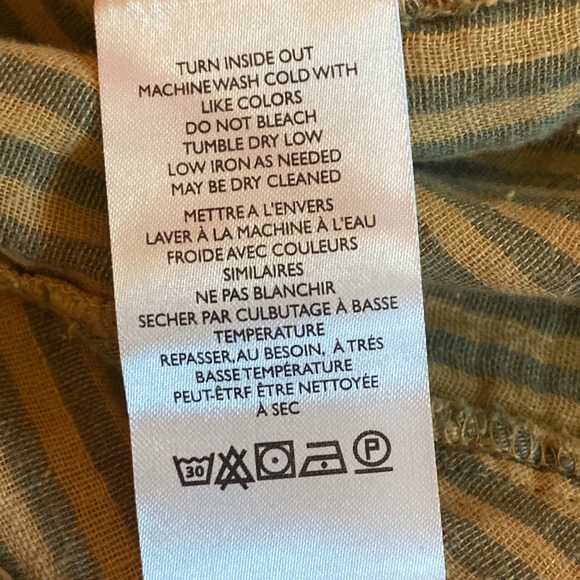 TURN INSIDE OUT
MACHINE WASH COLD WITH
LIKE COLORS
DO NOT BLEACH
TUMBLE DRY LOW
LOW IRON AS NEEDED
MAY BE DRY CLEANED
METTRE A L'ENVERS
LAVER À LA MACHINE À L'EAU
FROIDE AVEC COULEURS
SIMILAIRES
NE PAS BLANCHIR
SECHER PAR CULBUTAGE À BASSE
TEMPERATURE
REPASSER, AU BESOIN, À TRÉS
BASSE TEMPÉRATURE
PEUT-ÊTRE ÊTRE NETTOYÉE
À SEC
30 P